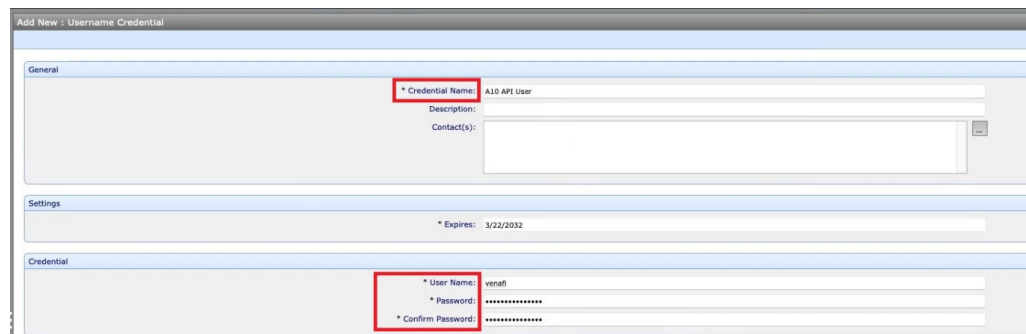 Add New : Username Credential
General
* Credential Name: A10 API User
Description:
Contact(s):
...
Settings
* Expires: 3/22/2032
Credential
* User Name: venafi
* Password: •••••••••••••••
* Confirm Password: •••••••••••••••